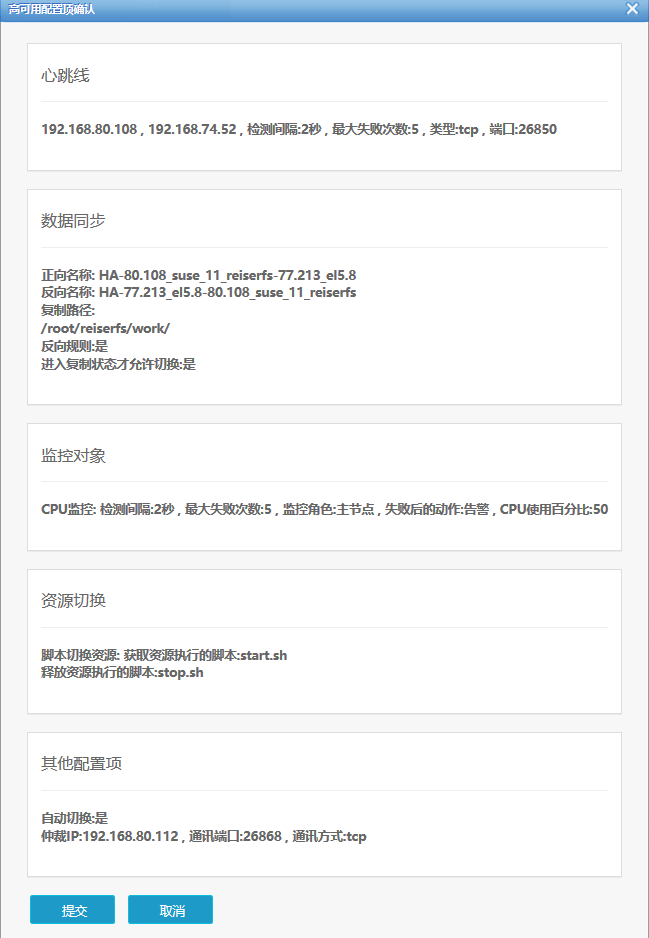 高可用配置项确认
心跳线
192.168.80.108 , 192.168.74.52 , 检测间隔:2秒 , 最大失败次数:5 , 类型:tcp , 端口:26850
数据同步
正向名称: HA-80.108_suse_11_reiserfs-77.213_el5.8
反向名称: HA-77.213_el5.8-80.108_suse_11_reiserfs
复制路径:
/root/reiserfs/work/
反向规则:是
进入复制状态才允许切换:是
监控对象
CPU监控: 检测间隔:2秒 , 最大失败次数:5 , 监控角色:主节点 , 失败后的动作:告警 , CPU使用百分比:50
资源切换
脚本切换资源: 获取资源执行的脚本:start.sh
释放资源执行的脚本:stop.sh
其他配置项
自动切换:是
仲裁IP:192.168.80.112 , 通讯端口:26868 , 通讯方式:tcp
提交
取消